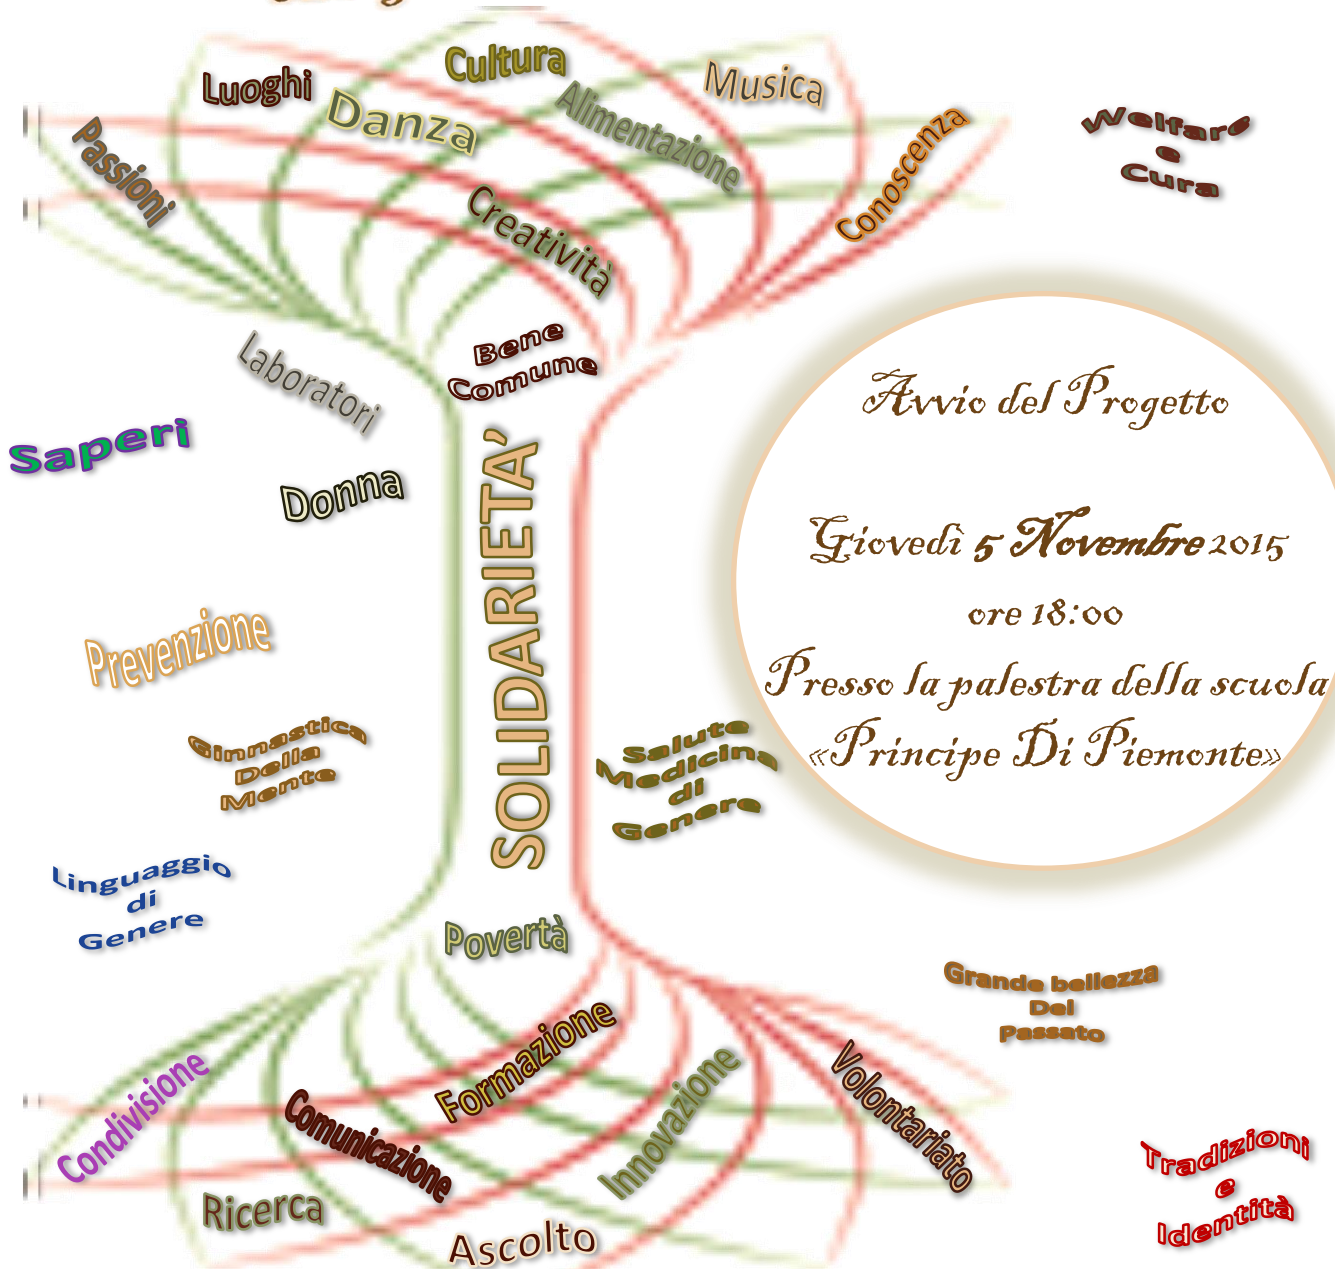 Cultura
Luoghi
Musica
Danza
Alimentazione
Passioni
Conoscenza
Welfare
e
Cura
Creatività
Bene
Comune
Laboratori
Saperi
Donna
SOLIDARIETA’
Avvio del Progetto
Giovedì 5 Novembre 2015
ore 18:00
Presso la palestra della scuola
«Principe Di Piemonte»
Prevenzione
Ginnastica
Della
Mente
Salute
Medicina
di
Genere
Linguaggio
di
Genere
Povertà
Grande bellezza
Del
Passato
Formazione
Condivisione
Comunicazione
Innovazione
Volontariato
Ricerca
Ascolto
Tradizioni
e
Identità